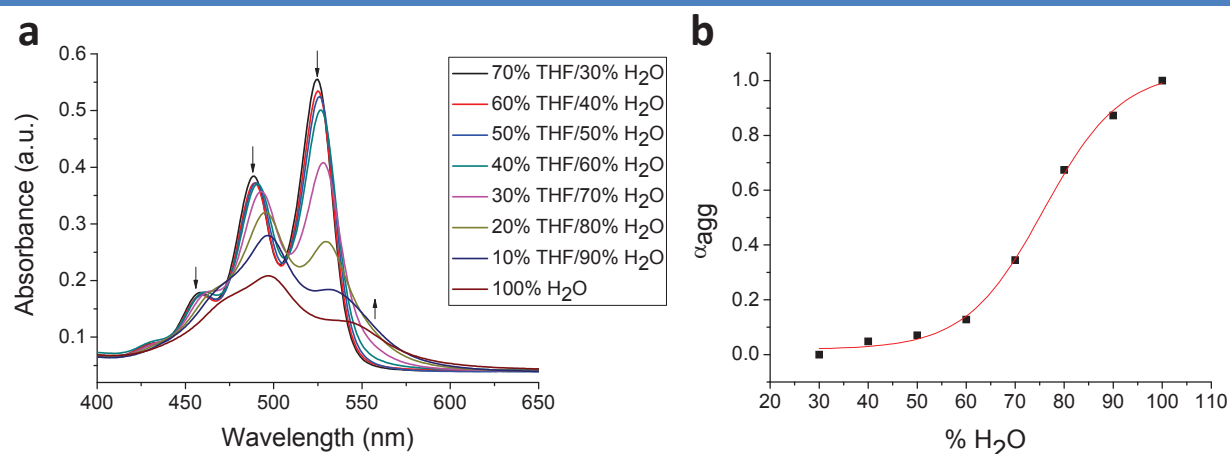 a
Absorbance (a.u.)
0.6
0.5
0.4
0.3
0.2
0.1
400
450
500
550
600
650
Wavelength (nm)
70% THF/30% H2O
60% THF/40% H2O
50% THF/50% H2O
40% THF/60% H2O
30% THF/70% H2O
20% THF/80% H2O
10% THF/90% H2O
100% H2O
b
αagg
1.0
0.8
0.6
0.4
0.2
0.0
20
30
40
50
60
70
80
90
100
110
% H2O